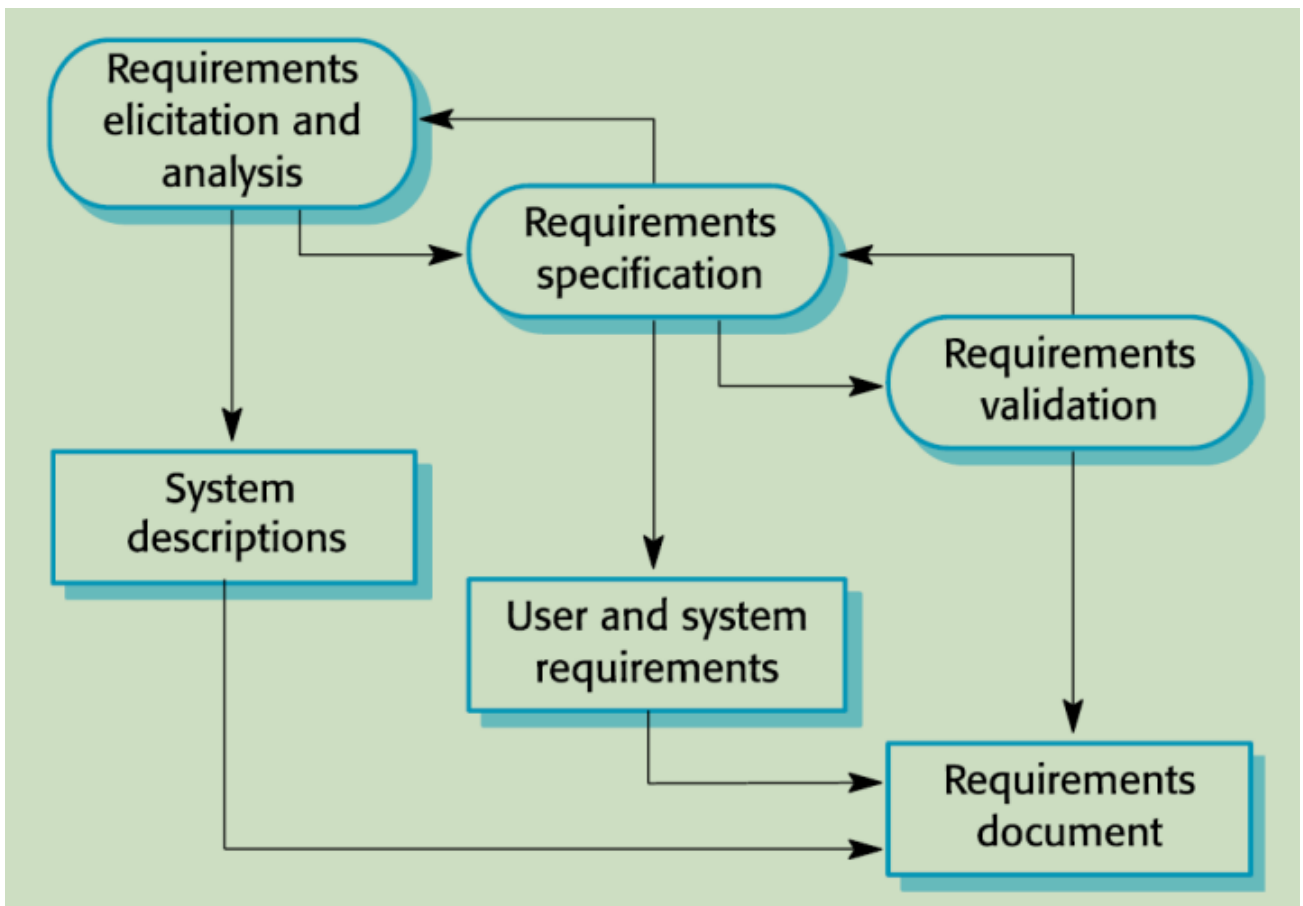 Requirements
elicitation and
analysis
Requirements
specification
Requirements
validation
System
descriptions
User and system
requirements
Requirements
document